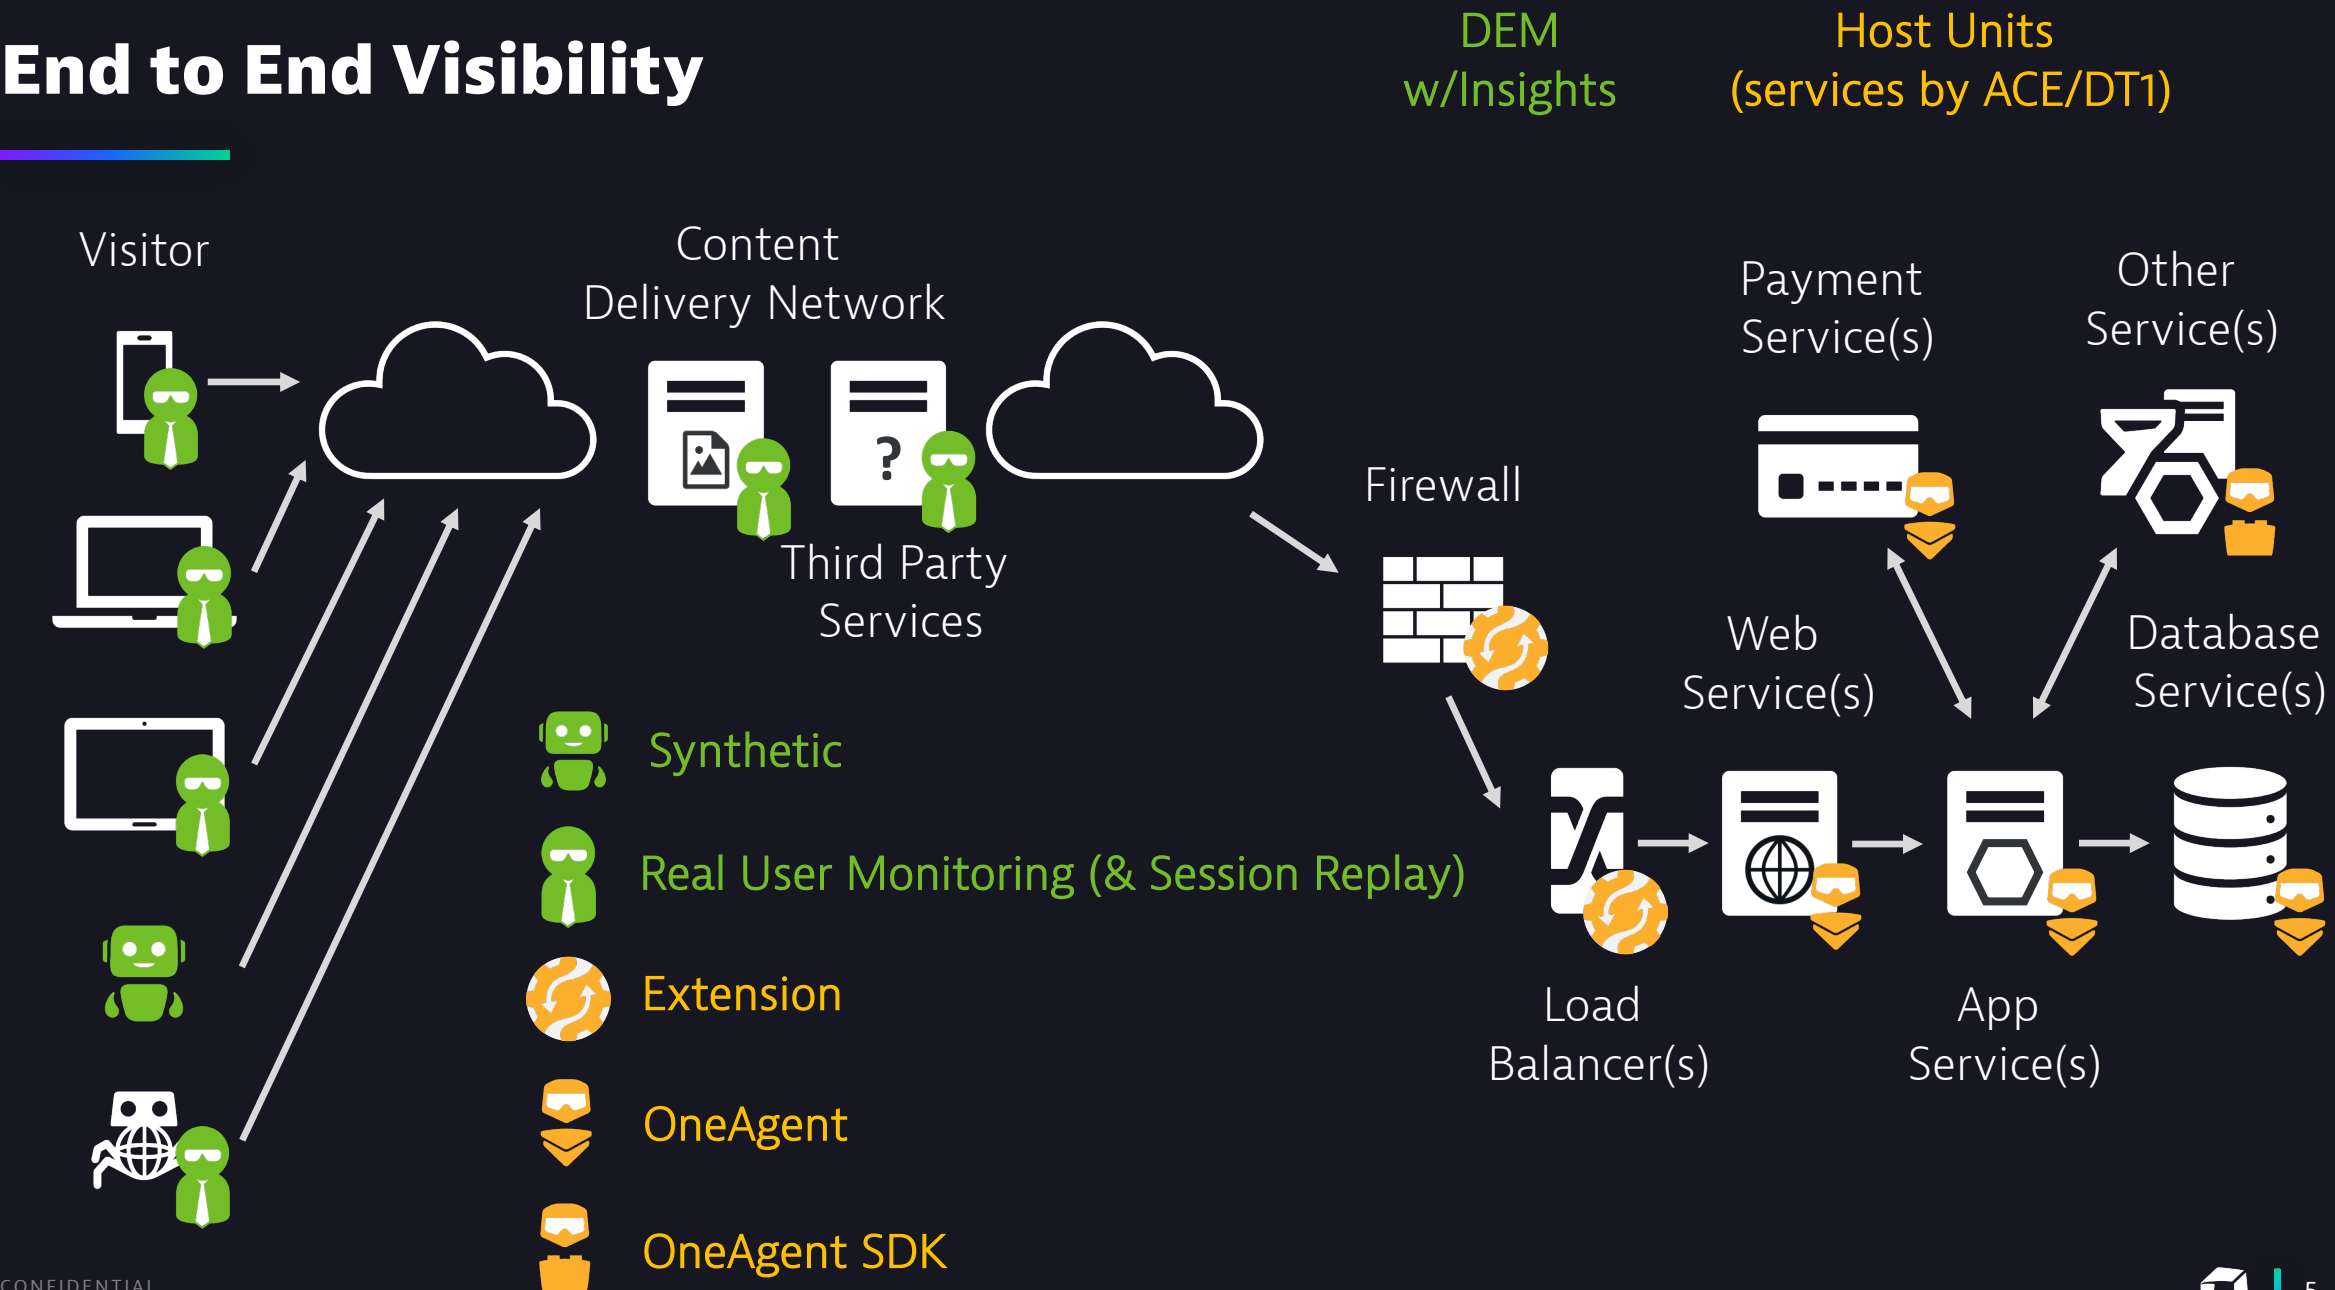 End to End Visibility
DEM
w/Insights
Host Units
(services by ACE/DT1)
Visitor
Content
Delivery Network
?
Third Party
Services
Firewall
Payment
Service(s)
Other
Service(s)
Web
Service(s)
Database
Service(s)
Load
Balancer(s)
App
Service(s)
Synthetic
Real User Monitoring (& Session Replay)
Extension
OneAgent
OneAgent SDK
CONFIDENTIAL
5